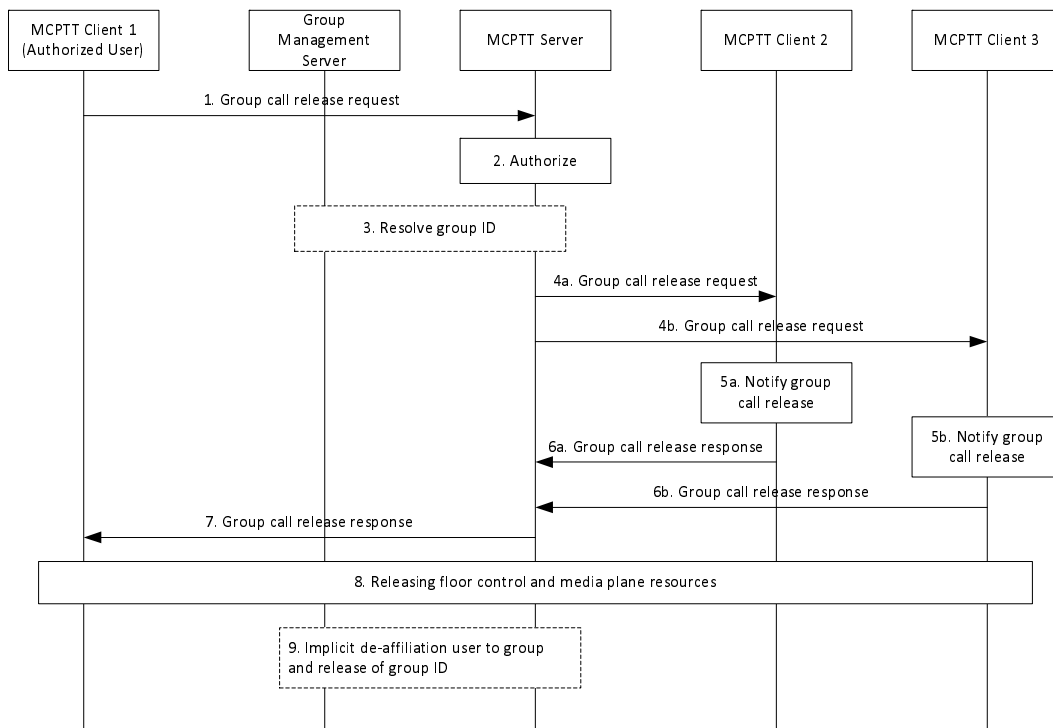 MCPTT Client 1
(Authorized User)
Group
Management
Server
MCPTT Server
MCPTT Client 2
MCPTT Client 3
1. Group call release request
2. Authorize
3. Resolve group ID
4a. Group call release request
4b. Group call release request
5a. Notify group
call release
5b. Notify group
call release
6a. Group call release response
6b. Group call release response
7. Group call release response
8. Releasing floor control and media plane resources
9. Implicit de-affiliation user to group
and release of group ID